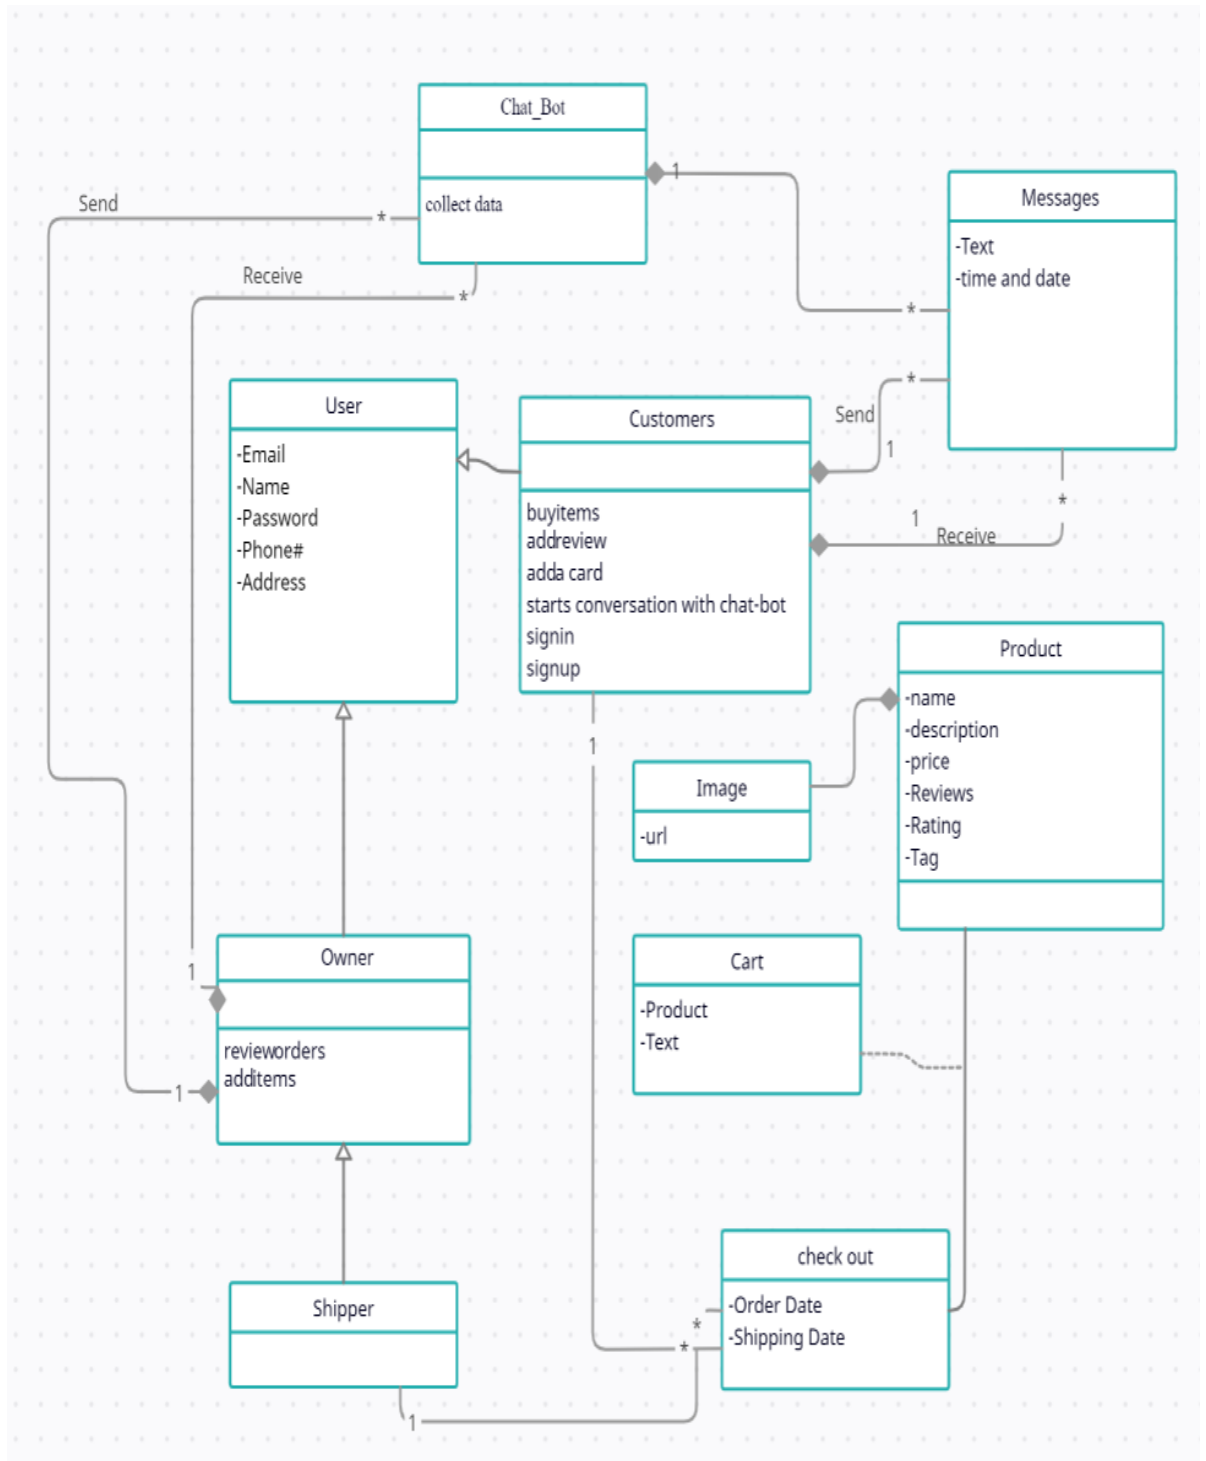 Chat_Bot
collect data
1
Send
*
Receive
*
Messages
-Text
-time and date
*
*
Send
1
*
1
Receive
User
-Email
-Name
-Password
-Phone#
-Address
Customers
buyitems
addreview
adda card
starts conversation with chat-bot
signin
signup
1
Product
-name
-description
-price
-Reviews
-Rating
-Tag
Image
-url
Cart
-Product
-Text
1
Owner
revieworders
additems
1
Shipper
1
check out
-Order Date
-Shipping Date
*
*